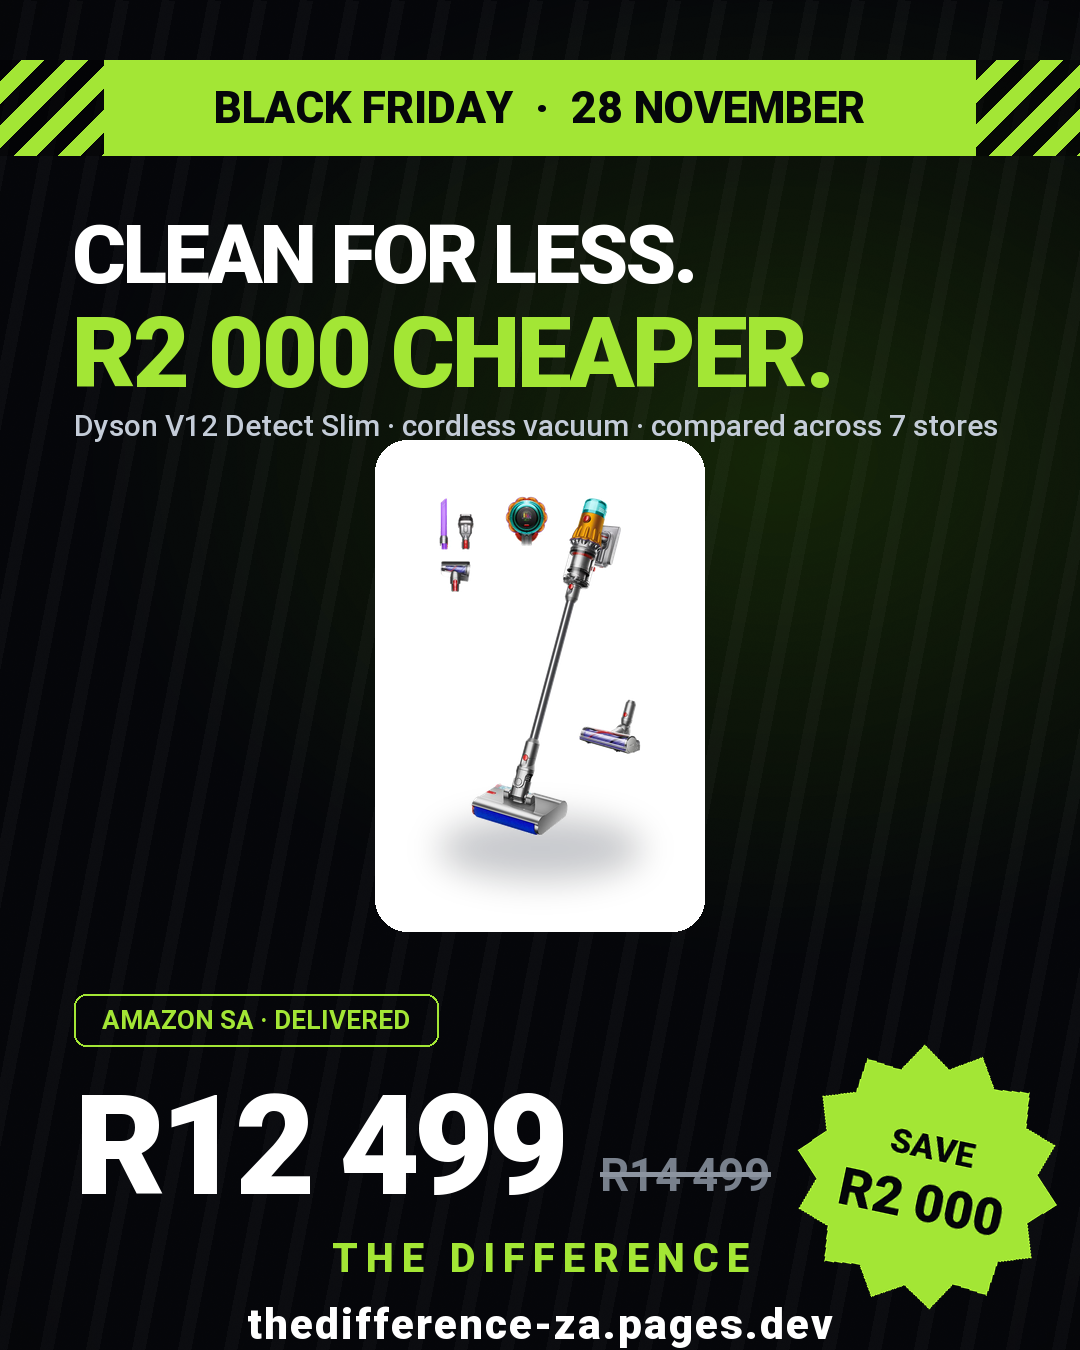 BLACK FRIDAY · 28 NOVEMBER
CLEAN FOR LESS.
R2 000 CHEAPER.
Dyson V12 Detect Slim · cordless vacuum · compared across 7 stores
AMAZON SA · DELIVERED
R12 499 R14 499
SAVE
R2 000
THE DIFFERENCE
thedifference-za.pages.dev